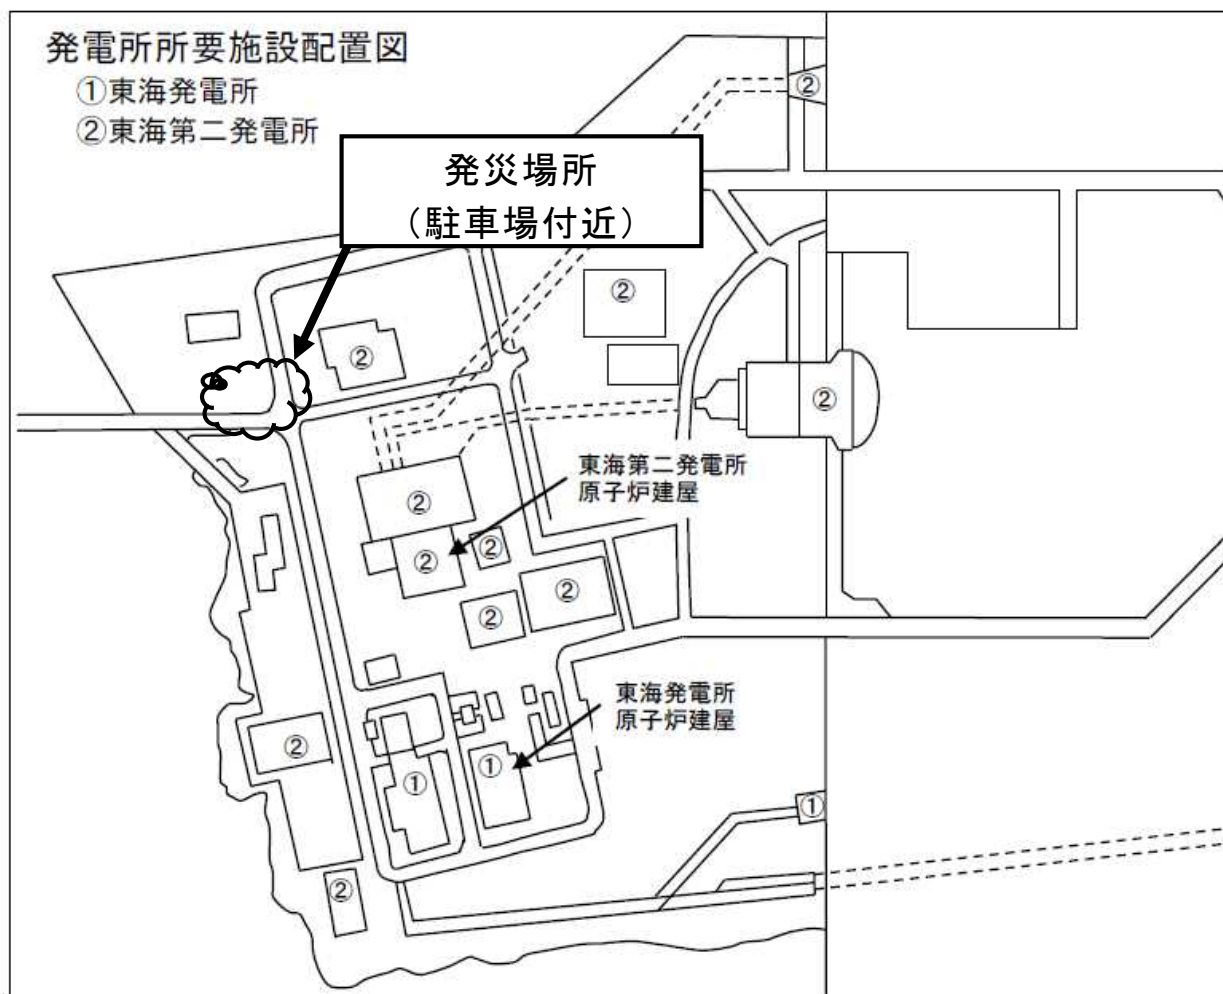 発電所所要施設配置図
①東海発電所
②東海第二発電所
発災場所
（駐車場付近）
②
②
②
②
東海第二発電所
原子炉建屋
②
②
②
②
②
東海発電所
原子炉建屋
②
①
①
①
②